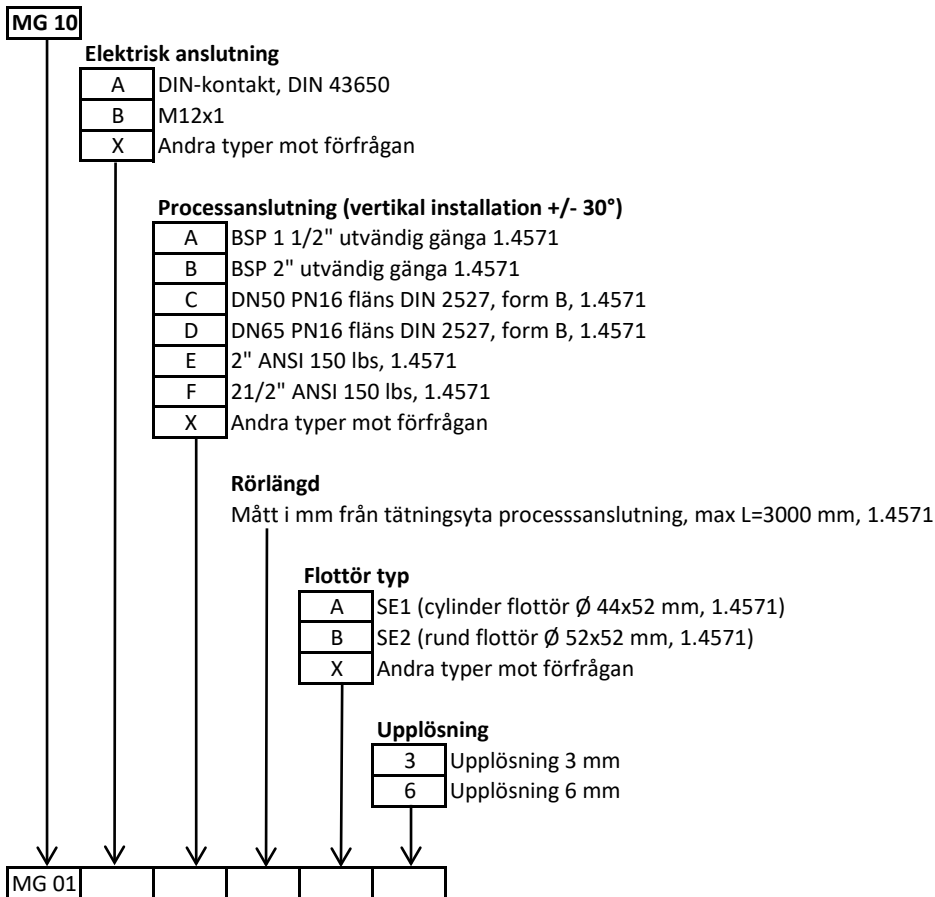 MG 10
Elektrisk anslutning
A DIN-kontakt, DIN 43650
B M12x1
X Andra typer mot förfrågan
Processanslutning (vertikal installation +/- 30°)
A BSP 1 1/2" utvändig gänga 1.4571
B BSP 2" utvändig gänga 1.4571
C DN50 PN16 fläns DIN 2527, form B, 1.4571
D DN65 PN16 fläns DIN 2527, form B, 1.4571
E 2" ANSI 150 lbs, 1.4571
F 21/2" ANSI 150 lbs, 1.4571
X Andra typer mot förfrågan
Rörlängd
Mått i mm från tätningsyta processsanslutning, max L=3000 mm, 1.4571
Flottör typ
A SE1 (cylinder flottör Ø 44x52 mm, 1.4571)
B SE2 (rund flottör Ø 52x52 mm, 1.4571)
X Andra typer mot förfrågan
Upplösning
3 Upplösning 3 mm
6 Upplösning 6 mm
MG 01